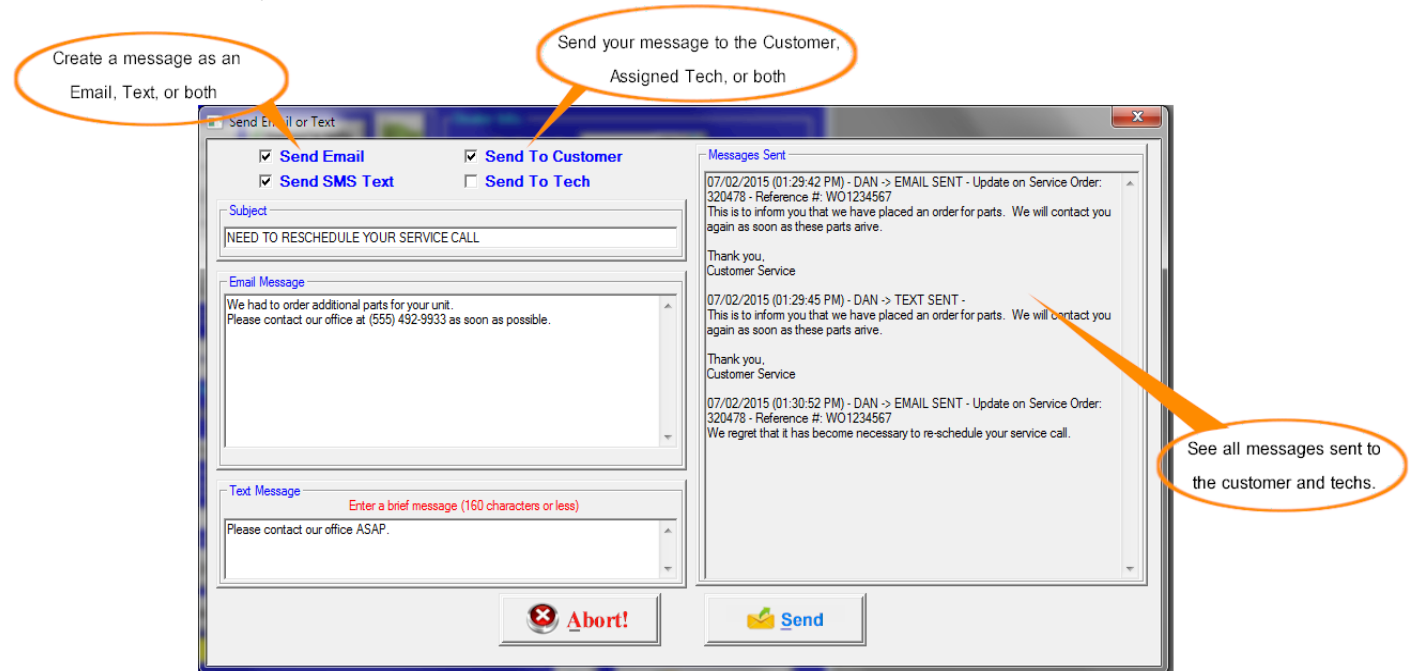 Create a message as an
Email, Text, or both
Send your message to the Customer,
Assigned Tech, or both
Send Email or Text
Send Email
Send To Customer
Send SMS Text
Send To Tech
Subject
NEED TO RESCHEDULE YOUR SERVICE CALL
Email Message
We had to order additional parts for your unit.
Please contact our office at (555) 492-9933 as soon as possible.
Text Message
Enter a brief message (160 characters or less)
Please contact our office ASAP.
Messages Sent
07/02/2015 (01:29:42 PM) - DAN -> EMAIL SENT - Update on Service Order:
320478 - Reference #: WO1234567
This is to inform you that we have placed an order for parts.  We will contact you
again as soon as these parts arive.
Thank you,
Customer Service
07/02/2015 (01:29:45 PM) - DAN -> TEXT SENT -
This is to inform you that we have placed an order for parts.  We will contact you
again as soon as these parts arive.
Thank you,
Customer Service
07/02/2015 (01:30:52 PM) - DAN -> EMAIL SENT - Update on Service Order:
320478 - Reference #: WO1234567
We regret that it has become necessary to re-schedule your service call.
See all messages sent to
the customer and techs.
Abort!
Send